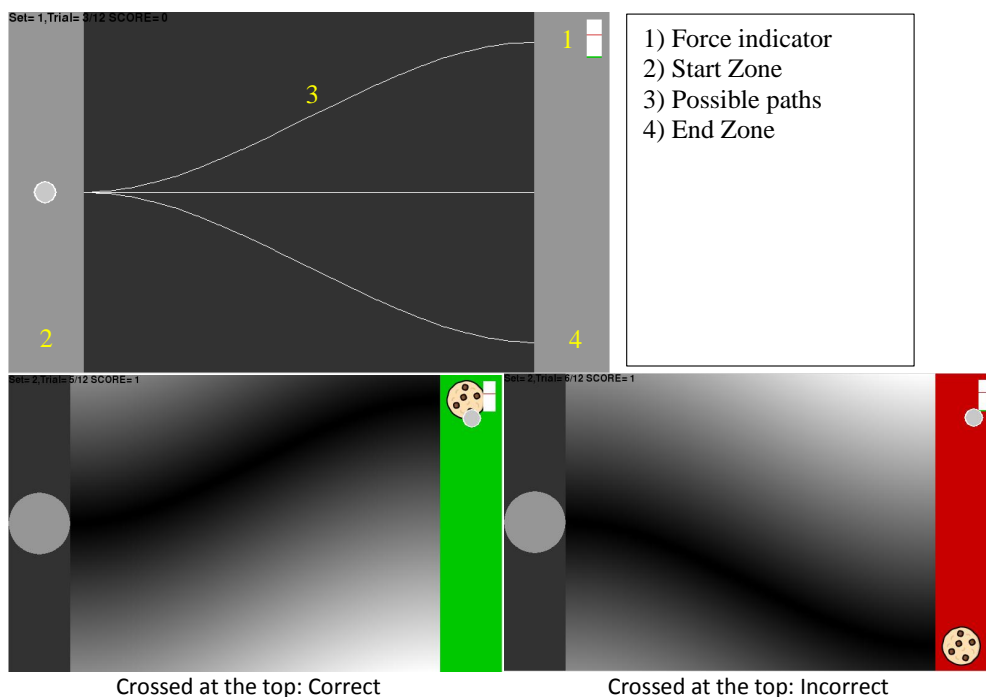 Set= 1,Trial= 3/12 SCORE= 0
1
3
2
4
1) Force indicator
2) Start Zone
3) Possible paths
4) End Zone
Set= 2,Trial= 5/12 SCORE= 1
Set= 2,Trial= 6/12 SCORE= 1
Crossed at the top: Correct
Crossed at the top: Incorrect